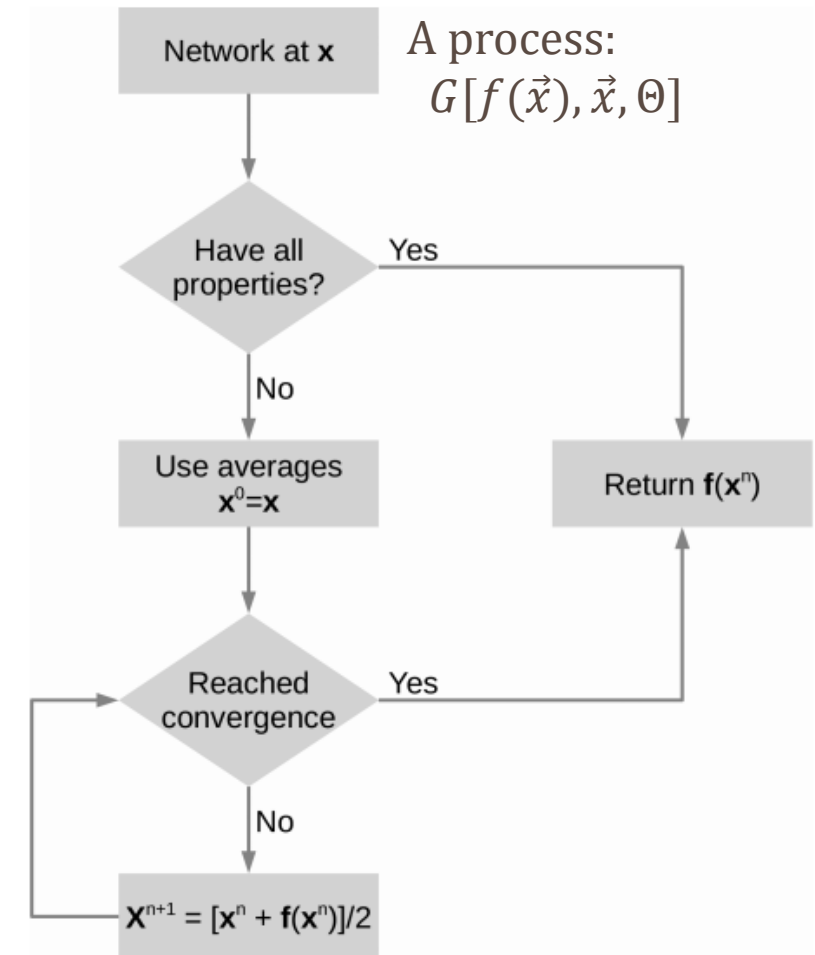 Network at x
A process:
G[f(x⃗), x⃗, Θ]
Have all
properties?
Yes
No
Use averages
x⁰=x
Return f(xⁿ)
Reached
convergence
Yes
No
Xⁿ⁺¹ = [xⁿ + f(xⁿ)]/2